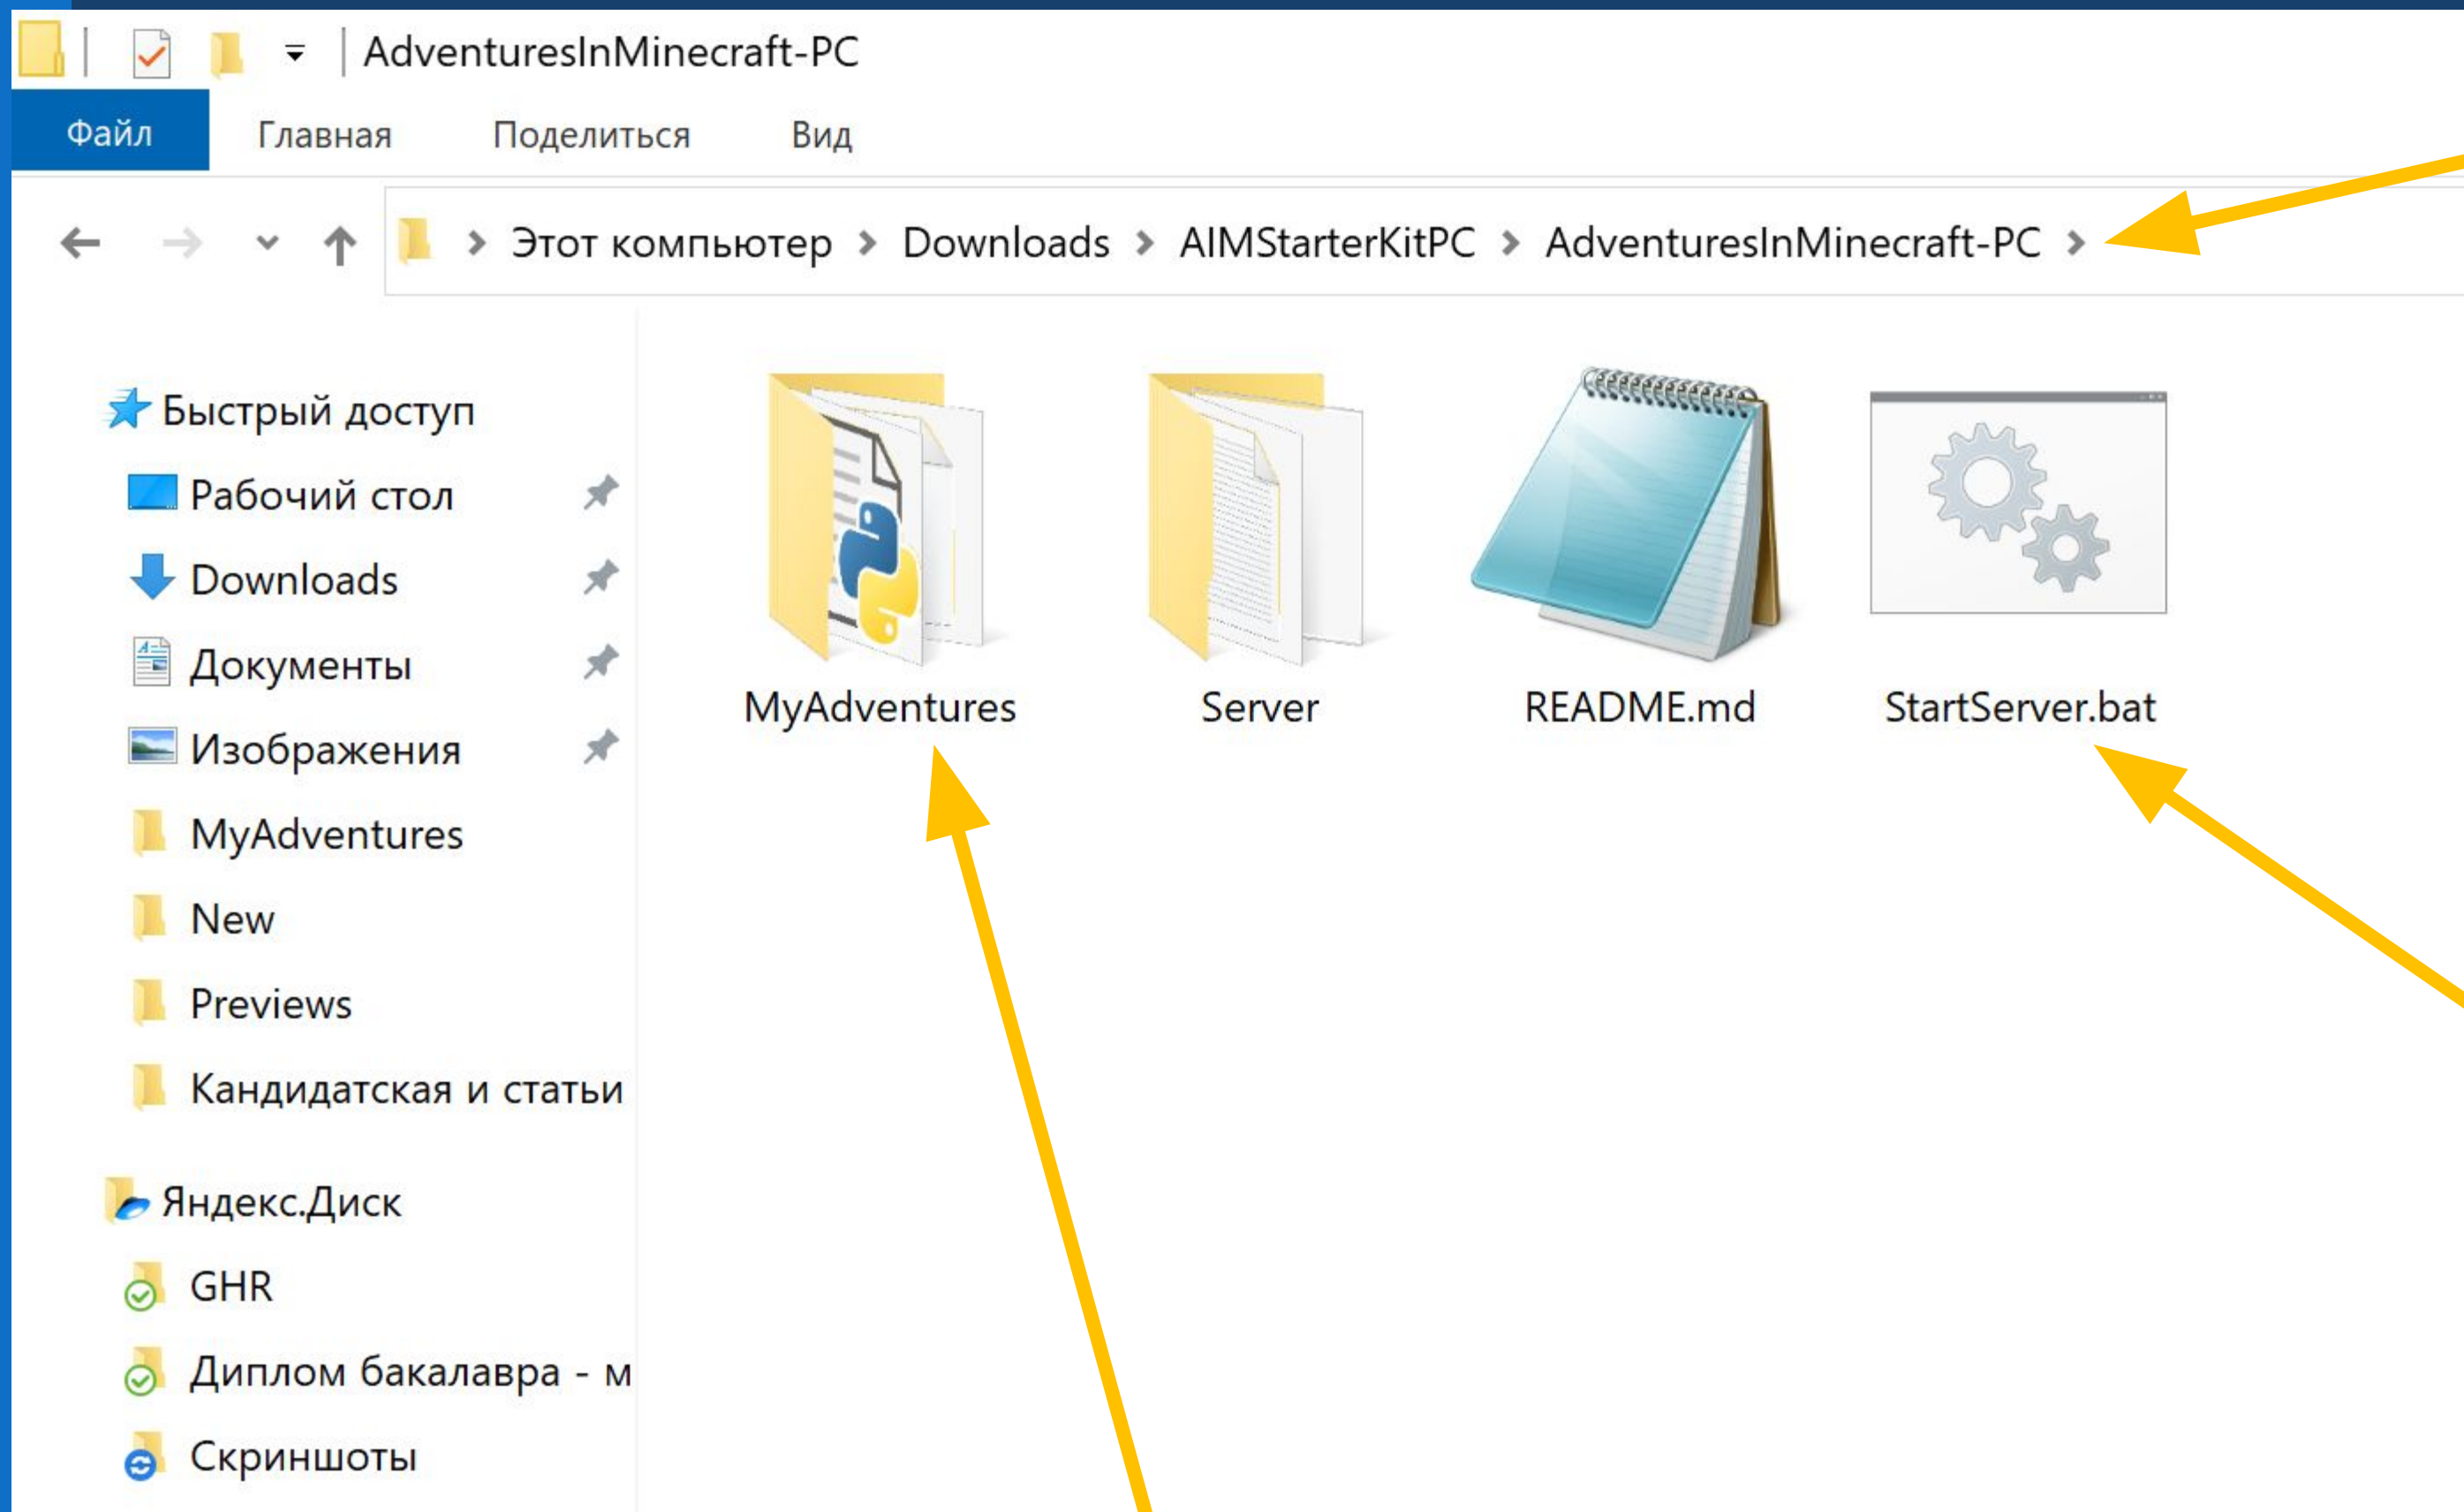 AdventuresInMinecraft-PC
Файл Главная Поделиться Вид
Этот компьютер > Downloads > AIMStarterKitPC > AdventuresInMinecraft-PC >
Быстрый доступ
Рабочий стол
Downloads
Документы
Изображения
MyAdventures
New
Previews
Кандидатская и статьи
Яндекс.Диск
GHR
Диплом бакалавра - м
Скриншоты
MyAdventures
Server
README.md
StartServer.bat